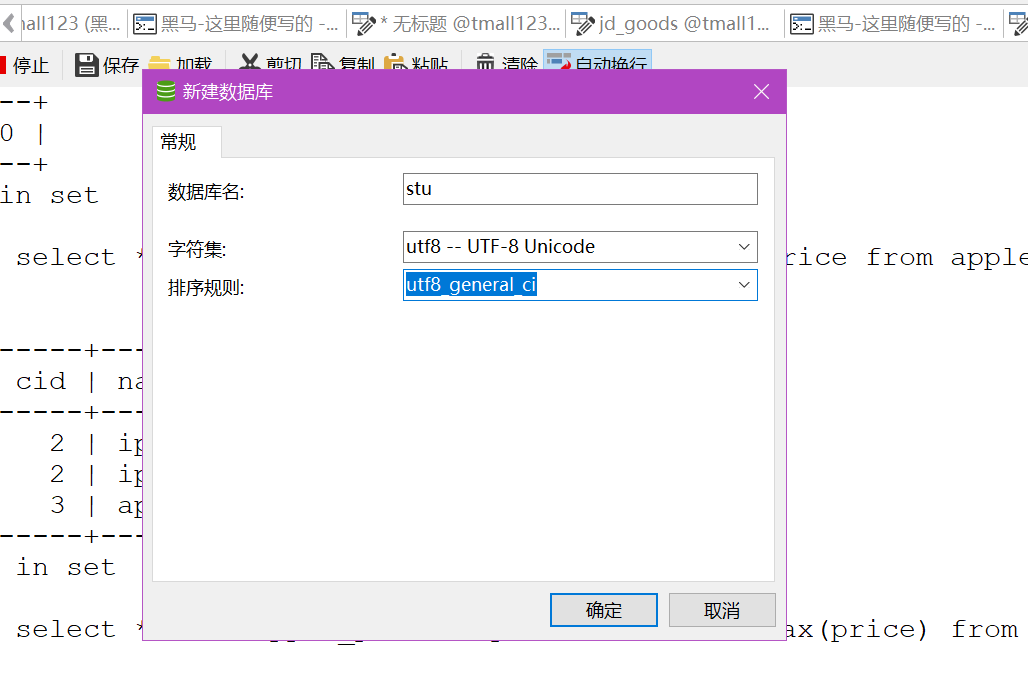 mall123 (黑... 黑马-这里随便写的 -... * 无标题 @tmall123... jd_goods @tmall1... 黑马-这里随便写的 -...
停止 保存 加载 剪切 复制 粘贴 清除 自动换行
--+
新建数据库
0 |
常规
--+
数据库名: stu
in set
字符集: utf8 -- UTF-8 Unicode
select * rice from apple
排序规则: utf8_general_ci
-----+---
cid | na
-----+---
2 | ip
2 | ip
3 | ap
-----+---
in set
确定 取消
select * ax(price) from